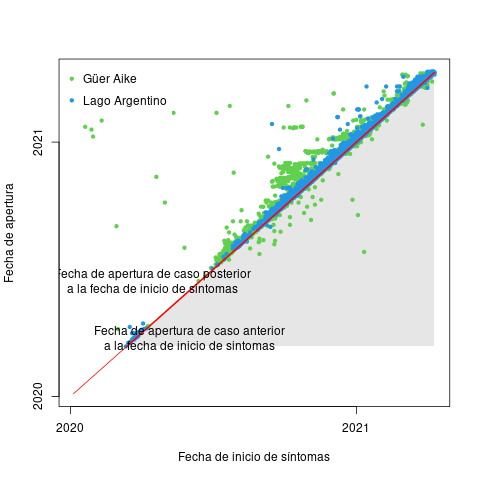 Güer Aike
Lago Argentino
2021
Fecha de apertura
fecha de apertura de caso posterior
a la fecha de inicio de síntomas
Fecha de apertura de caso anterior
a la fecha de inicio de síntomas
2020
2020
2021
Fecha de inicio de síntomas